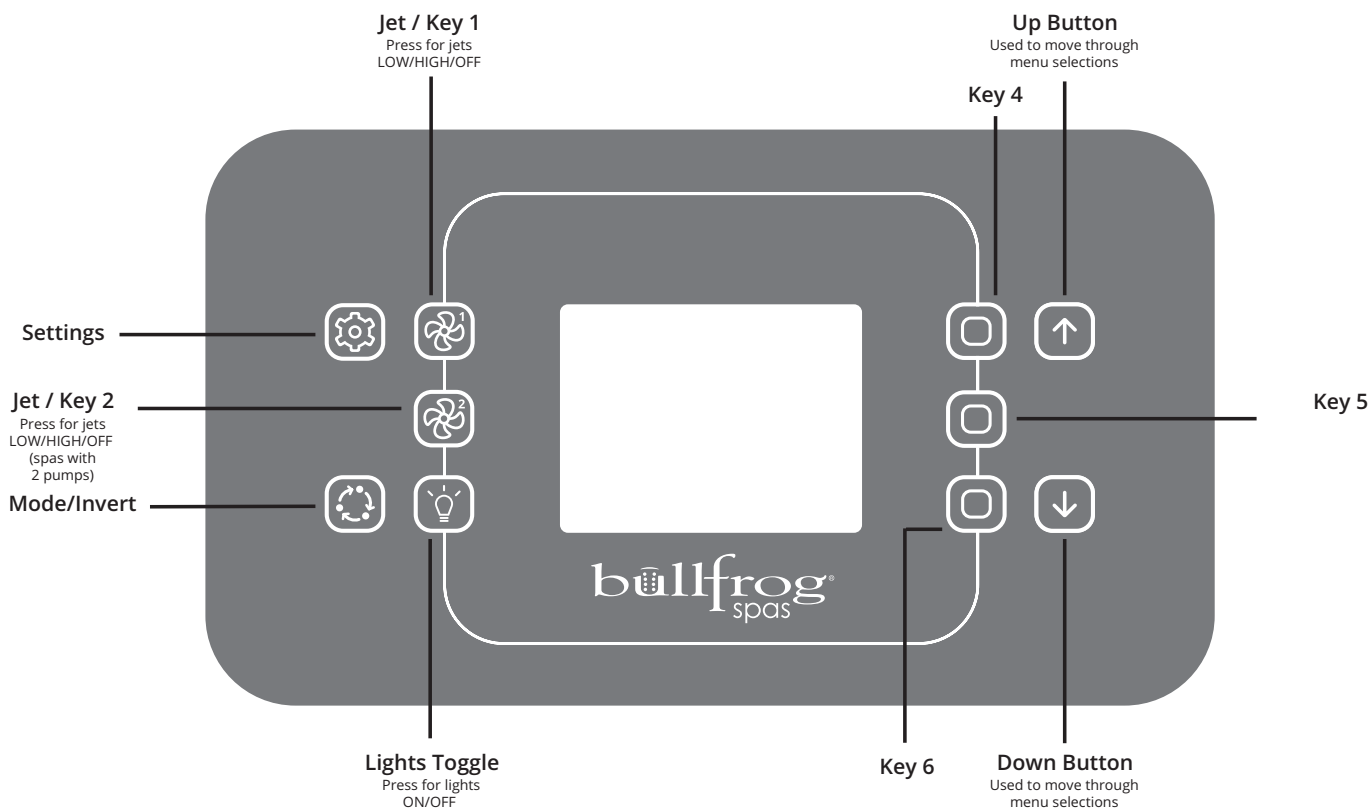 Jet / Key 1
Press for jets
LOW/HIGH/OFF
Up Button
Used to move through
menu selections
Key 4
Settings
1
Jet / Key 2
Press for jets
LOW/HIGH/OFF
(spas with
2 pumps)
2
Key 5
Mode/Invert
bullfrog®
spas
Lights Toggle
Press for lights
ON/OFF
Key 6
Down Button
Used to move through
menu selections